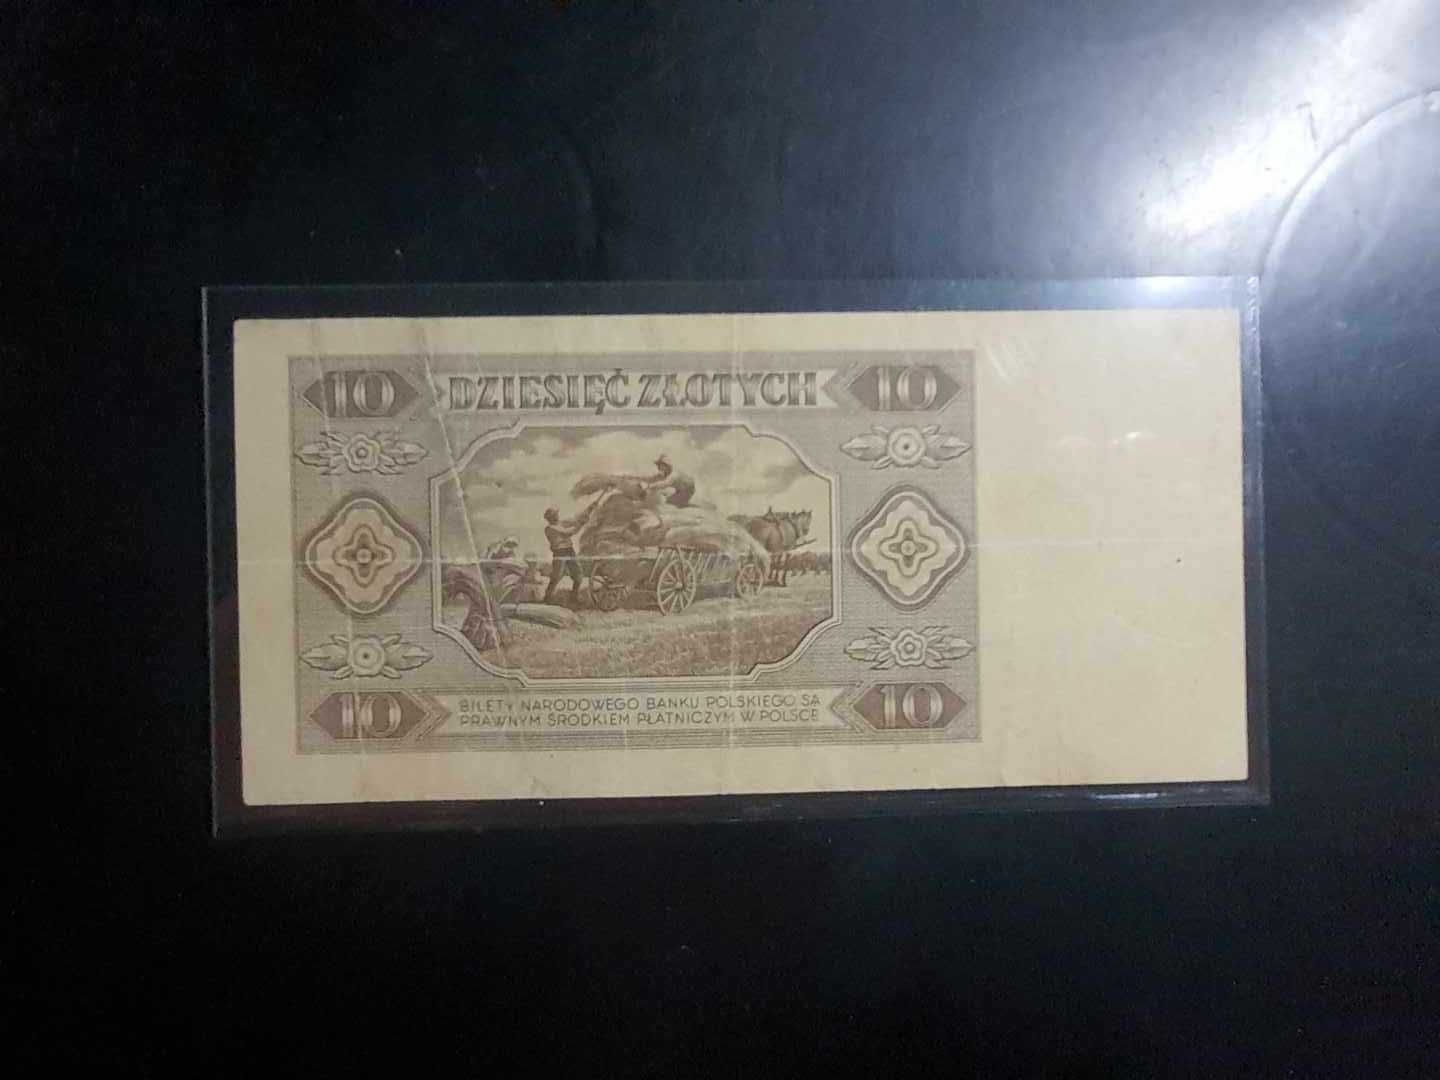 10 DZIESIĘĆ ZŁOTYCH 10
10 BILETY NARODOWEGO BANKU POLSKIEGO SĄ 10
PRAWNYM ŚRODKIEM PŁATNICZYM W POLSCE